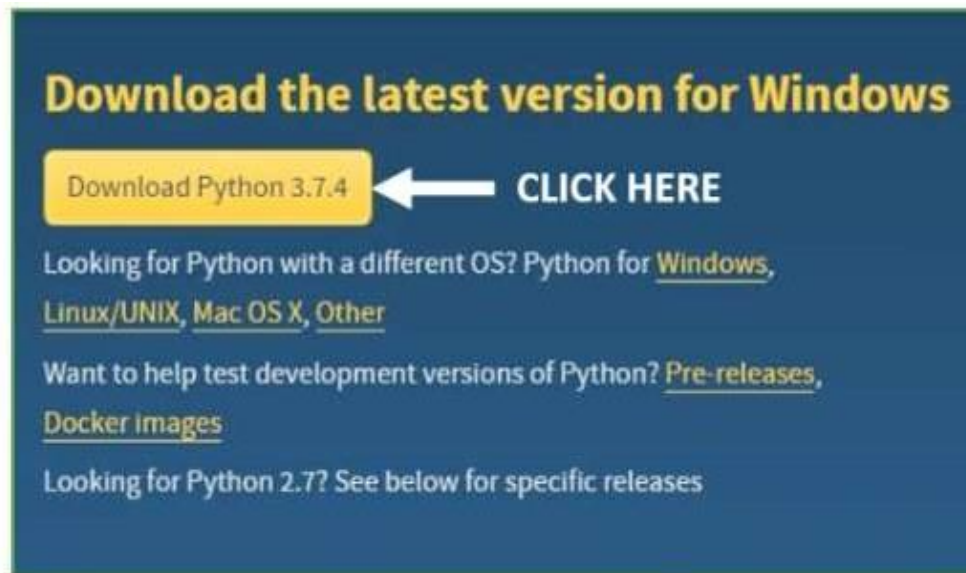 Download the latest version for Windows
Download Python 3.7.4
CLICK HERE
Looking for Python with a different OS? Python for Windows,
Linux/UNIX, Mac OS X, Other
Want to help test development versions of Python? Pre-releases,
Docker images
Looking for Python 2.7? See below for specific releases